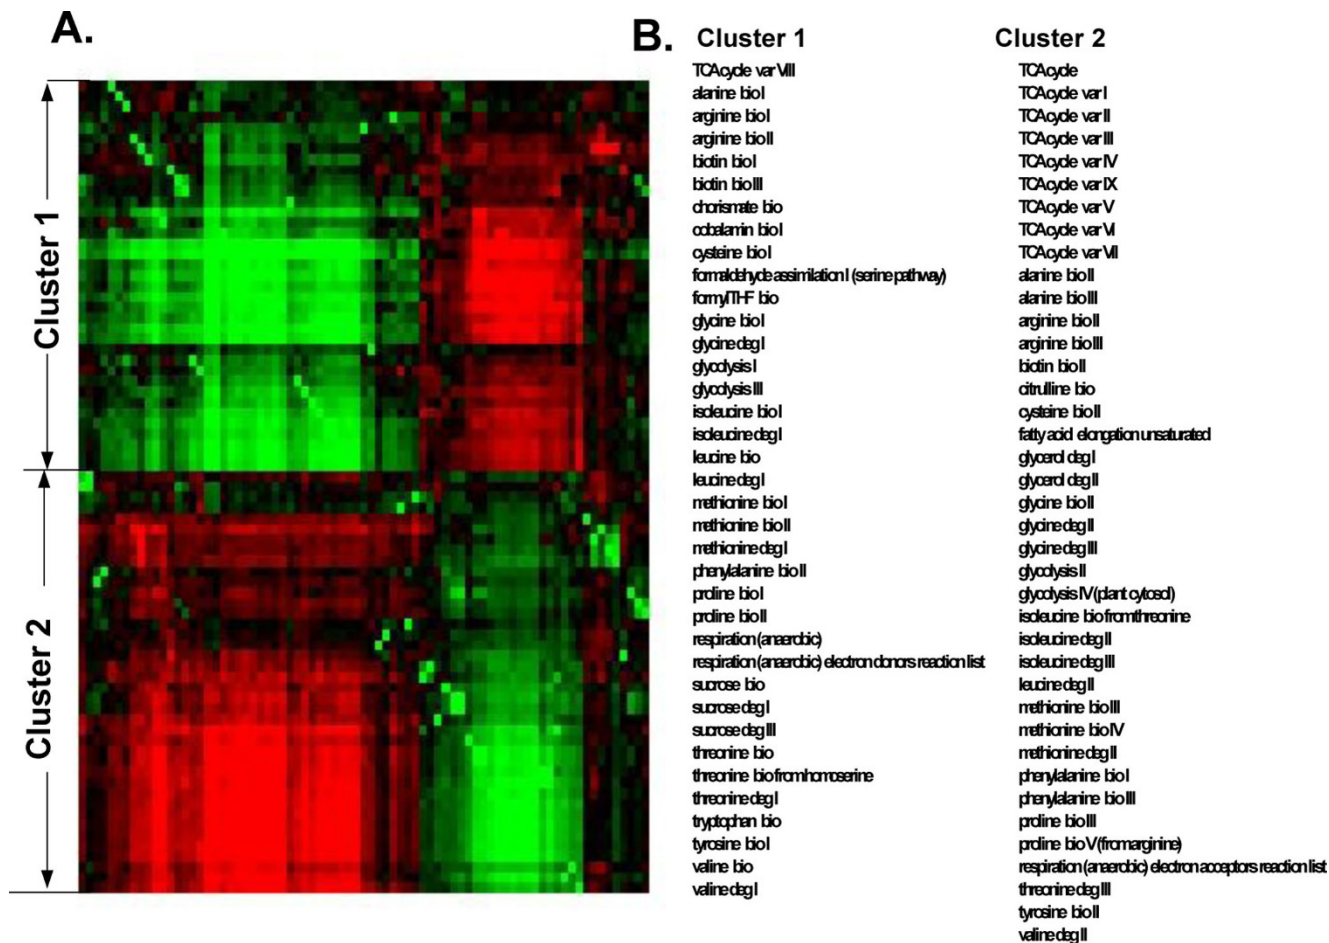 A.
Cluster 1
Cluster 2
B. Cluster 1
TCAcycle var VIII
alanine bio I
arginine bio I
arginine bio II
biotin bio I
biotin bio III
chorismate bio
cobalamin bio I
cysteine bio I
formaldehyde assimilation I (serine pathway)
formylTHF bio
glycine bio I
glycine deg I
glycolysis I
glycolysis III
isoleucine bio I
isoleucine deg I
leucine bio
leucine deg I
methionine bio I
methionine bio II
methionine deg I
phenylalanine bio II
proline bio I
proline bio II
respiration (anaerobic)
respiration (anaerobic) electron donors reaction list
sucrose bio
sucrose deg I
sucrose deg III
threonine bio
threonine bio from homoserine
threonine deg I
tryptophan bio
tyrosine bio I
valine bio
valine deg I
Cluster 2
TCAcycle
TCAcycle var I
TCAcycle var II
TCAcycle var III
TCAcycle var IV
TCAcycle var IX
TCAcycle var V
TCAcycle var VI
TCAcycle var VII
alanine bio II
alanine bio III
arginine bio II
arginine bio III
biotin bio II
citrulline bio
cysteine bio II
fatty acid elongation unsaturated
glycerol deg I
glycerol deg II
glycine bio II
glycine deg II
glycine deg III
glycolysis II
glycolysis IV (plant cytosol)
isoleucine bio from threonine
isoleucine deg II
isoleucine deg III
leucine deg II
methionine bio III
methionine bio IV
methionine deg II
phenylalanine bio I
phenylalanine bio III
proline bio III
proline bio V (from arginine)
respiration (anaerobic) electron acceptors reaction list
threonine deg III
tyrosine bio II
valine deg II